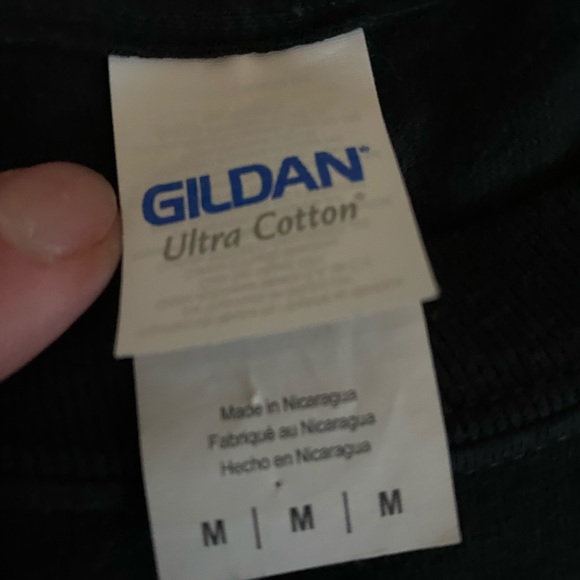 GILDAN®
Ultra Cotton®
Made in Nicaragua
Fabriqué au Nicaragua
Hecho en Nicaragua
M | M | M